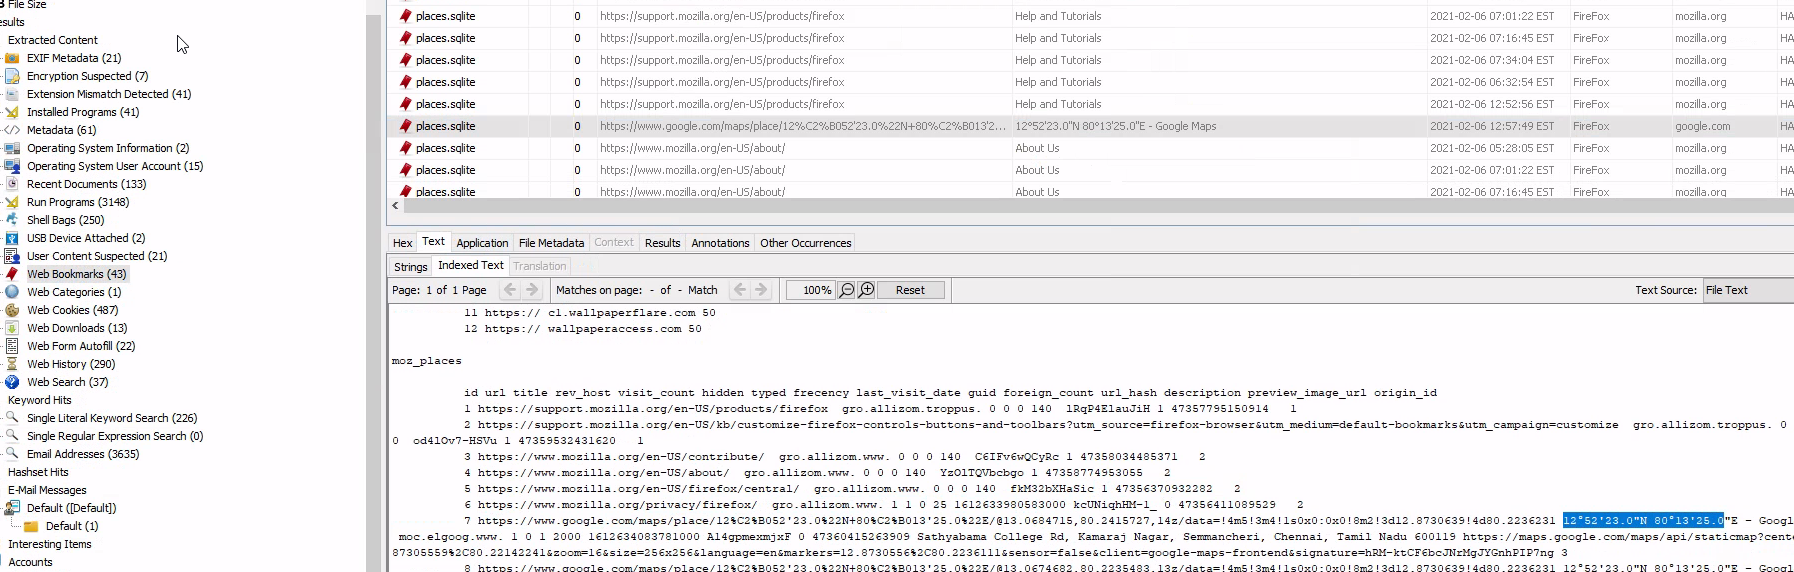 File Size
esults
Extracted Content
EXIF Metadata (21)
Encryption Suspected (7)
Extension Mismatch Detected (41)
Installed Programs (41)
Metadata (61)
Operating System Information (2)
Operating System User Account (15)
Recent Documents (133)
Run Programs (3148)
Shell Bags (250)
USB Device Attached (2)
User Content Suspected (21)
Web Bookmarks (43)
Web Categories (1)
Web Cookies (487)
Web Downloads (13)
Web Form Autofill (22)
Web History (290)
Web Search (37)
Keyword Hits
Single Literal Keyword Search (226)
Single Regular Expression Search (0)
Email Addresses (3635)
Hashset Hits
E-Mail Messages
Default ([Default])
Default (1)
Interesting Items
Accounts
places.sqlite 0 https://support.mozilla.org/en-US/products/firefox Help and Tutorials 2021-02-06 07:01:22 EST FireFox mozilla.org HA
places.sqlite 0 https://support.mozilla.org/en-US/products/firefox Help and Tutorials 2021-02-06 07:16:45 EST FireFox mozilla.org HA
places.sqlite 0 https://support.mozilla.org/en-US/products/firefox Help and Tutorials 2021-02-06 07:34:04 EST FireFox mozilla.org HA
places.sqlite 0 https://support.mozilla.org/en-US/products/firefox Help and Tutorials 2021-02-06 06:32:54 EST FireFox mozilla.org HA
places.sqlite 0 https://support.mozilla.org/en-US/products/firefox Help and Tutorials 2021-02-06 12:52:56 EST FireFox mozilla.org HA
places.sqlite 0 https://www.google.com/maps/place/12%C2%B052'23.0%22N+80%C2%B013'2... 12°52'23.0"N 80°13'25.0"E - Google Maps 2021-02-06 12:57:49 EST FireFox google.com HA
places.sqlite 0 https://www.mozilla.org/en-US/about/ About Us 2021-02-06 05:28:05 EST FireFox mozilla.org HA
places.sqlite 0 https://www.mozilla.org/en-US/about/ About Us 2021-02-06 07:01:22 EST FireFox mozilla.org HA
places.sqlite 0 https://www.mozilla.org/en-US/about/ About Us 2021-02-06 07:16:45 EST FireFox mozilla.org HA
Hex Text Application File Metadata Context Results Annotations Other Occurrences
Strings Indexed Text Translation
Page: 1 of 1 Page Matches on page: - of - Match 100% Reset Text Source: File Text
11 https:// c1.wallpaperflare.com 50
12 https:// wallpaperaccess.com 50
moz_places
id url title rev_host visit_count hidden typed frecency last_visit_date guid foreign_count url_hash description preview_image_url origin_id
1 https://support.mozilla.org/en-US/products/firefox gro.allizom.troppus. 0 0 0 140 lRqP4ElauJiH 1 47357795150914 1
2 https://support.mozilla.org/en-US/kb/customize-firefox-controls-buttons-and-toolbars?utm_source=firefox-browser&utm_medium=default-bookmarks&utm_campaign=customize gro.allizom.troppus. 0
0 od4lOv7-HSVu 1 47359532431620 1
3 https://www.mozilla.org/en-US/contribute/ gro.allizom.www. 0 0 0 140 C6IFv6wQCyRc 1 47358034485371 2
4 https://www.mozilla.org/en-US/about/ gro.allizom.www. 0 0 0 140 YzOlTQVbcbgo 1 47358774953055 2
5 https://www.mozilla.org/en-US/firefox/central/ gro.allizom.www. 0 0 0 140 fkM32bXHaSic 1 47356370932282 2
6 https://www.mozilla.org/privacy/firefox/ gro.allizom.www. 1 1 0 25 1612633980583000 kcUNiqhHM-1_ 0 47356411089529 2
7 https://www.google.com/maps/place/12%C2%B052'23.0%22N+80%C2%B013'25.0%22E/@13.0684715,80.2415727,14z/data=!4m5!3m4!1s0x0:0x0!8m2!3d12.8730639!4d80.2236231 12°52'23.0"N 80°13'25.0"E - Googl
moc.elgoog.www. 1 0 1 2000 1612634083781000 Al4gpmexmjxF 0 47360415263909 Sathyabama College Rd, Kamaraj Nagar, Semmancheri, Chennai, Tamil Nadu 600119 https://maps.google.com/maps/api/staticmap?cente
87305559%2C80.22142241&zoom=16&size=256x256&language=en&markers=12.8730556%2C80.2236111&sensor=false&client=google-maps-frontend&signature=hRM-ktCF6bcJNrMgJYGnhPIP7ng 3
8 https://www.google.com/maps/place/12%C2%B052'23.0%22N+80%C2%B013'25.0%22E/@13.0674682,80.2235483,13z/data=!4m5!3m4!1s0x0:0x0!8m2!3d12.8730639!4d80.2236231 12°52'23.0"N 80°13'25.0"E - Googl